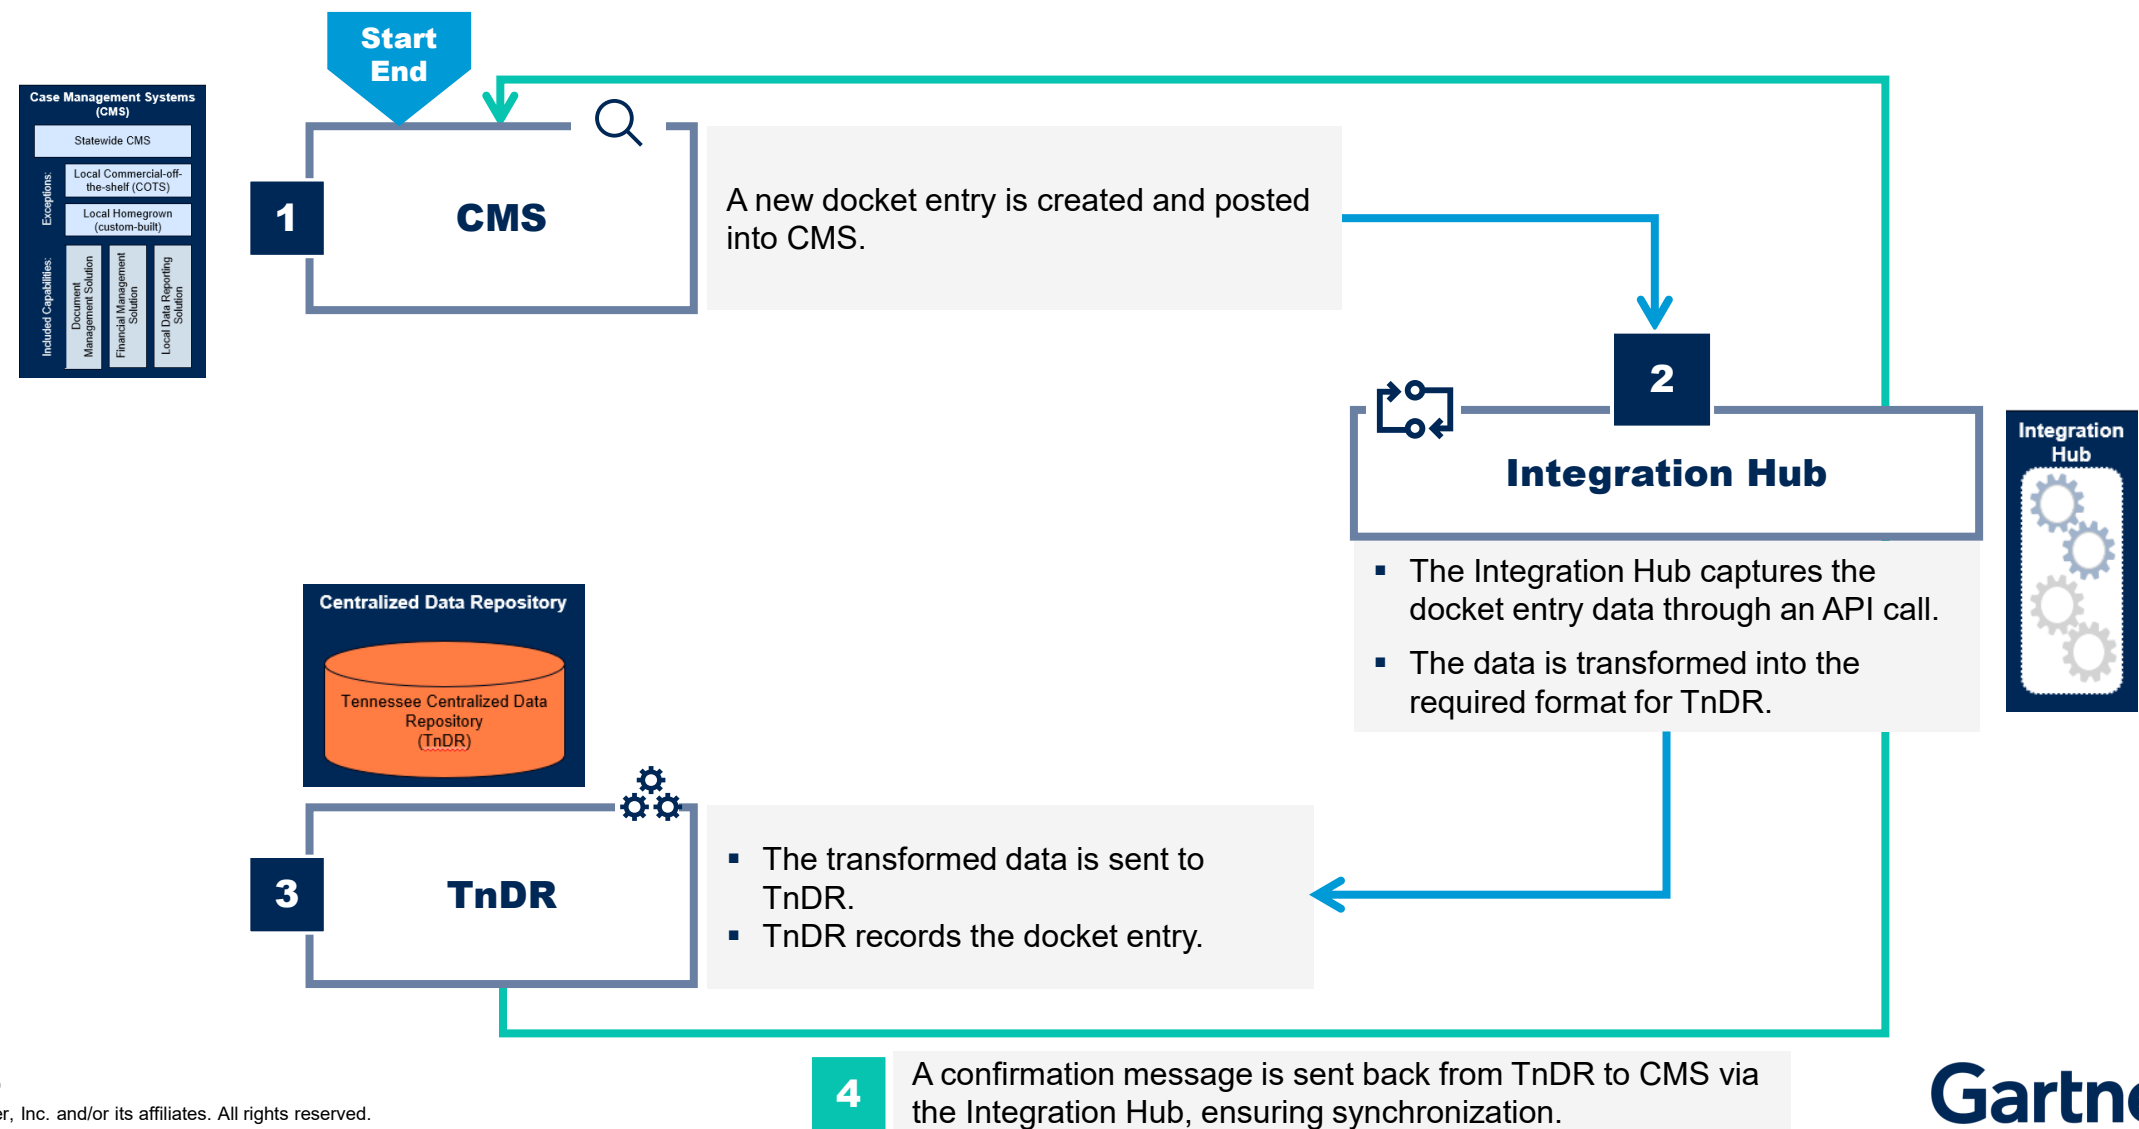 Start
End
Case Management Systems
(CMS)
Statewide CMS
Exceptions:
Local Commercial-off-
the-shelf (COTS)
Local Homegrown
(custom-built)
Included Capabilities:
Document
Management Solution
Financial Management
Solution
Local Data Reporting
Solution
1
CMS
A new docket entry is created and posted
into CMS.
2
Integration Hub
Integration
Hub
The Integration Hub captures the
docket entry data through an API call.
The data is transformed into the
required format for TnDR.
Centralized Data Repository
Tennessee Centralized Data
Repository
(TnDR)
3
TnDR
The transformed data is sent to
TnDR.
TnDR records the docket entry.
4
A confirmation message is sent back from TnDR to CMS via
the Integration Hub, ensuring synchronization.
er, Inc. and/or its affiliates. All rights reserved.
Gartne